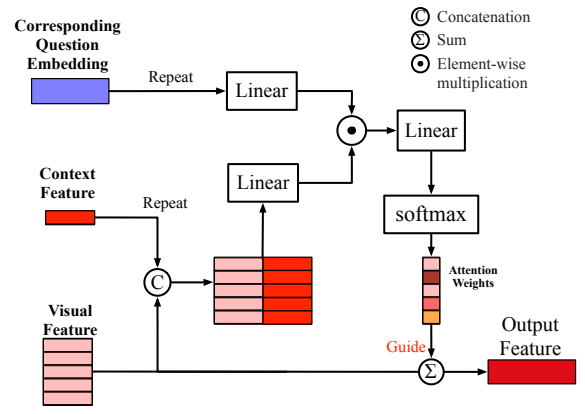 Corresponding
Question
Embedding
C Concatenation
Σ Sum
Element-wise
multiplication
Repeat
Linear
Linear
Context
Feature
Repeat
Linear
softmax
C
Attention
Weights
Visual
Feature
Guide
Output
Feature
Σ